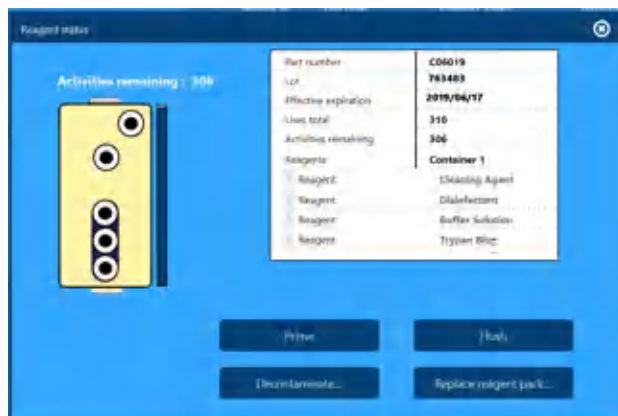 Reagent status
Activities remaining : 306
Part number C06019
Lot 763403
Effective expiration 2019/06/17
Uses total 310
Activities remaining 306
Reagents Container 1
Reagent Cleaning Agent
Reagent Disinfectant
Reagent Buffer Solution
Reagent Trypan Blue
Prime Flush
Decontaminate... Replace reagent pack...